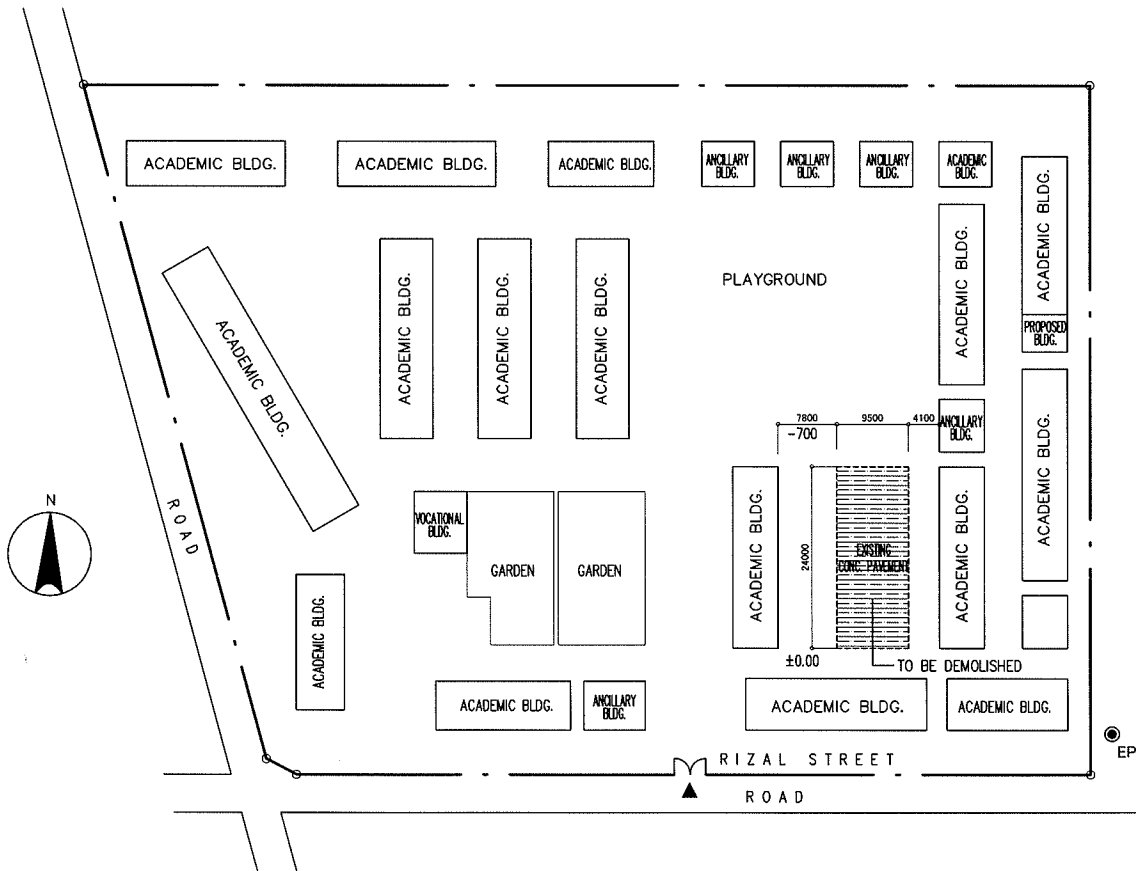 ACADEMIC BLDG.
ACADEMIC BLDG.
ACADEMIC BLDG.
ANCILLARY
BLDG.
ANCILLARY
BLDG.
ANCILLARY
BLDG.
ACADEMIC
BLDG.
ACADEMIC BLDG.
ACADEMIC BLDG.
PROPOSED
BLDG.
ACADEMIC BLDG.
ACADEMIC BLDG.
ACADEMIC BLDG.
ACADEMIC BLDG.
PLAYGROUND
ACADEMIC BLDG.
7800
9500
4100
-700
ANCILLARY
BLDG.
N
ROAD
VOCATIONAL
BLDG.
GARDEN
GARDEN
ACADEMIC BLDG.
24000
EXISTING
CONC. PAVEMENT
ACADEMIC BLDG.
ACADEMIC BLDG.
ACADEMIC BLDG.
±0.00
TO BE DEMOLISHED
ACADEMIC BLDG.
ANCILLARY
BLDG.
ACADEMIC BLDG.
ACADEMIC BLDG.
EP
RIZAL STREET
ROAD